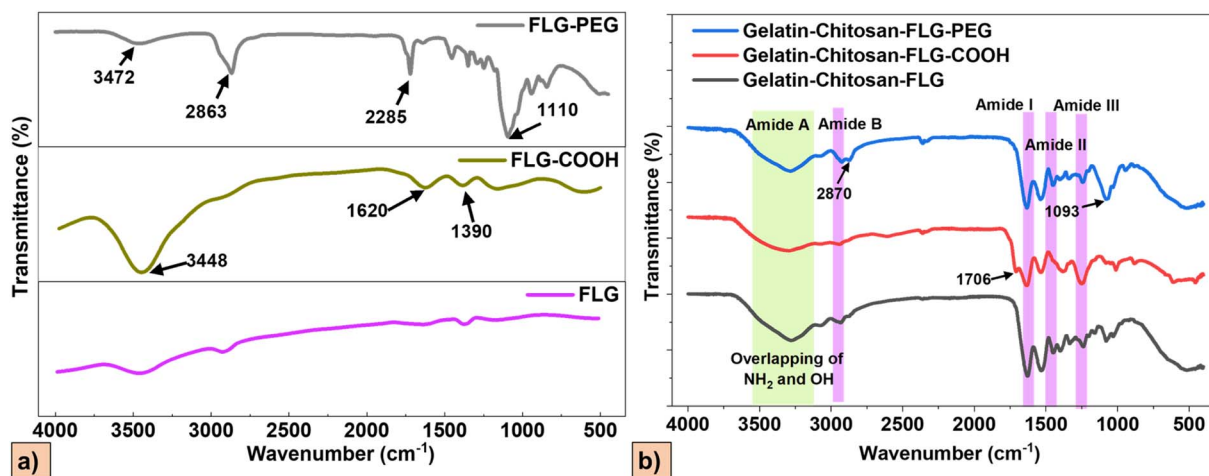 FLG-PEG
3472
2863
2285
1110
FLG-COOH
1620
1390
3448
FLG
Transmittance (%)
4000 3500 3000 2500 2000 1500 1000 500
Wavenumber (cm-1)
a)
Gelatin-Chitosan-FLG-PEG
Gelatin-Chitosan-FLG-COOH
Gelatin-Chitosan-FLG
Amide A
Amide B
Amide I
Amide III
Amide II
2870
1093
1706
Overlapping of
NH2 and OH
Transmittance (%)
4000 3500 3000 2500 2000 1500 1000 500
Wavenumber (cm-1)
b)